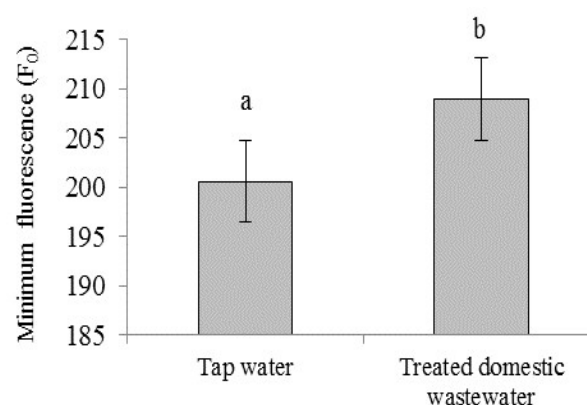 Minimum fluorescence (F₀)
215
210
205
200
195
190
185
a
b
Tap water
Treated domestic
wastewater